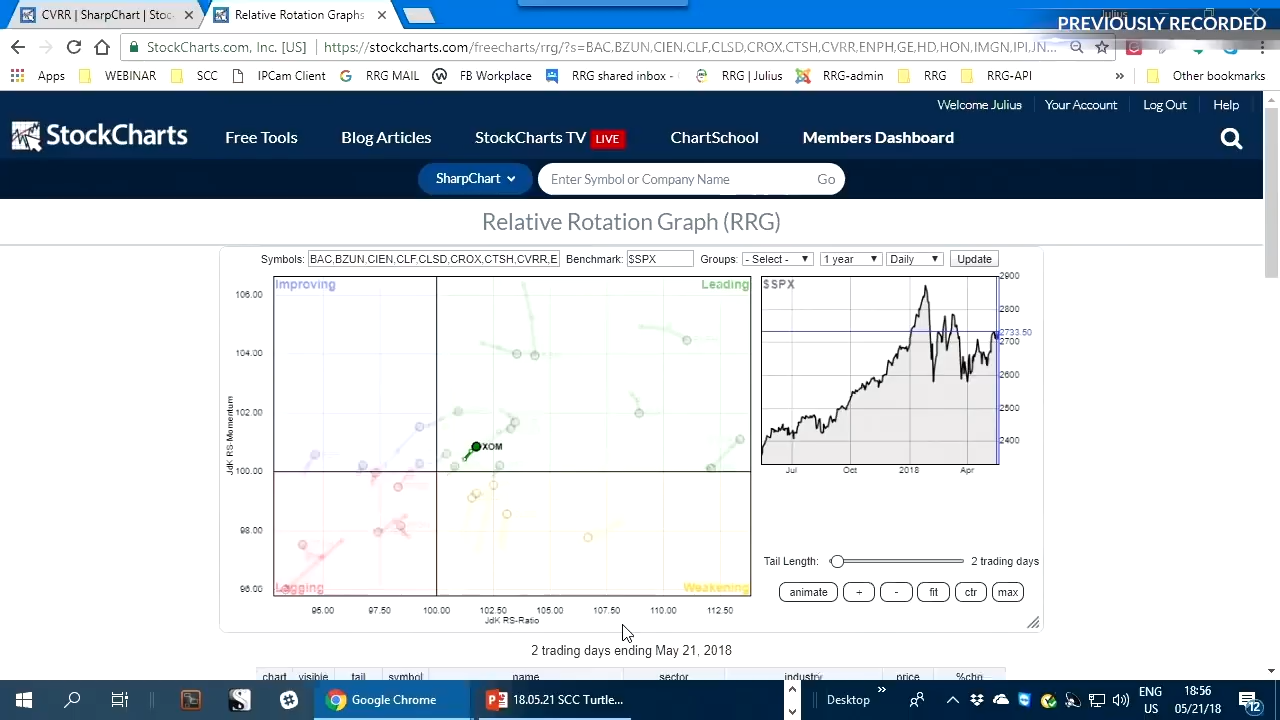 CVRR | SharpChart | Stoc
Relative Rotation Graphs
Julius
PREVIOUSLY RECORDED
StockCharts.com, Inc. [US]
https://stockcharts.com/freecharts/rrg/?s=BAC,BZUN,CIEN,CLF,CLSD,CROX,CTSH,CVRR,ENPH,GE,HD,HON,IMGN,IPI,JN...
Apps WEBINAR SCC IPCam Client RRG MAIL FB Workplace RRG shared inbox - RRG | Julius RRG-admin RRG RRG-API » Other bookmarks
Welcome Julius Your Account Log Out Help
StockCharts Free Tools Blog Articles StockCharts TV LIVE ChartSchool Members Dashboard
SharpChart Enter Symbol or Company Name Go
Relative Rotation Graph (RRG)
Symbols: BAC,BZUN,CIEN,CLF,CLSD,CROX,CTSH,CVRR,E Benchmark: $SPX Groups: - Select - 1 year Daily Update
Improving
Leading
Lagging
Weakening
XOM
106.00
104.00
102.00
100.00
98.00
96.00
JdK RS-Momentum
95.00 97.50 100.00 102.50 105.00 107.50 110.00 112.50
JdK RS-Ratio
$SPX
2900
2800
2733.50
2700
2600
2500
2400
Jul Oct 2018 Apr
Tail Length: 2 trading days
animate + - fit ctr max
2 trading days ending May 21, 2018
chart visible tail symbol name sector industry price %chg
Google Chrome
18.05.21 SCC Turtle...
Desktop »
ENG
US
18:56
05/21/18
12